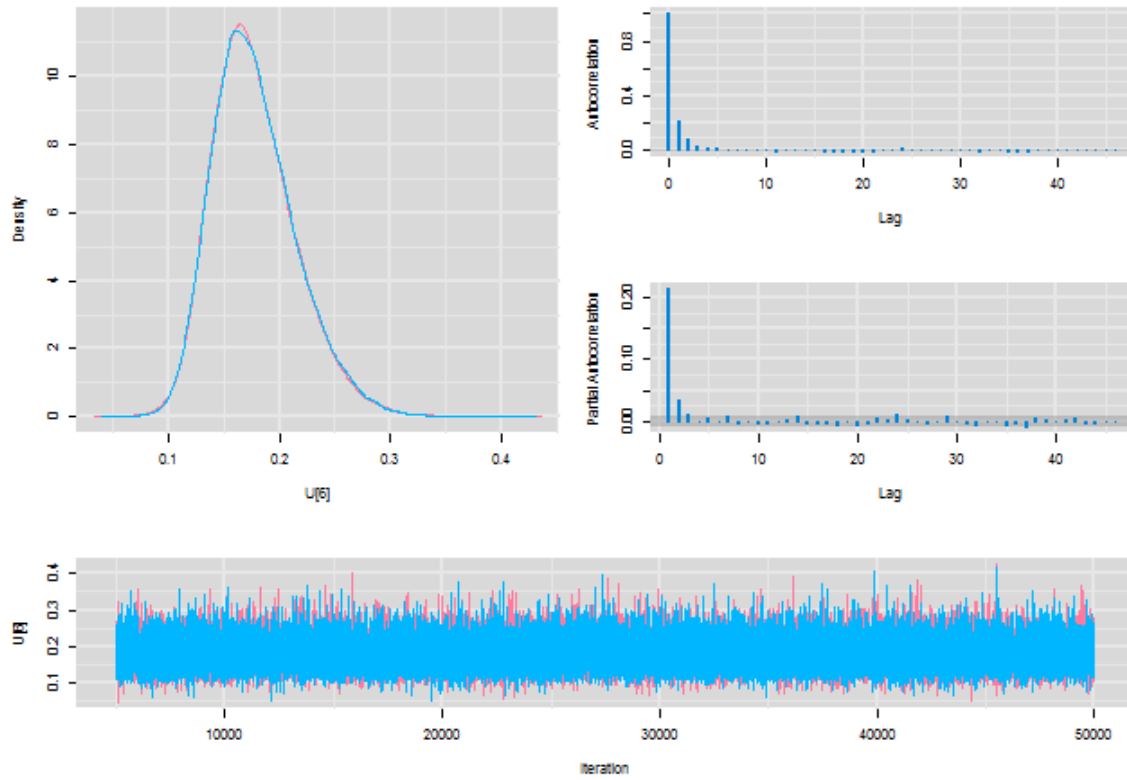 Density
0 2 4 6 8 10
0.1 0.2 0.3 0.4
U[6]
Autocorrelation
0.0 0.4 0.8
0 10 20 30 40
Lag
Partial Autocorrelation
0.00 0.10 0.20
0 10 20 30 40
Lag
U[6]
0.1 0.2 0.3 0.4
10000 20000 30000 40000 50000
Iteration